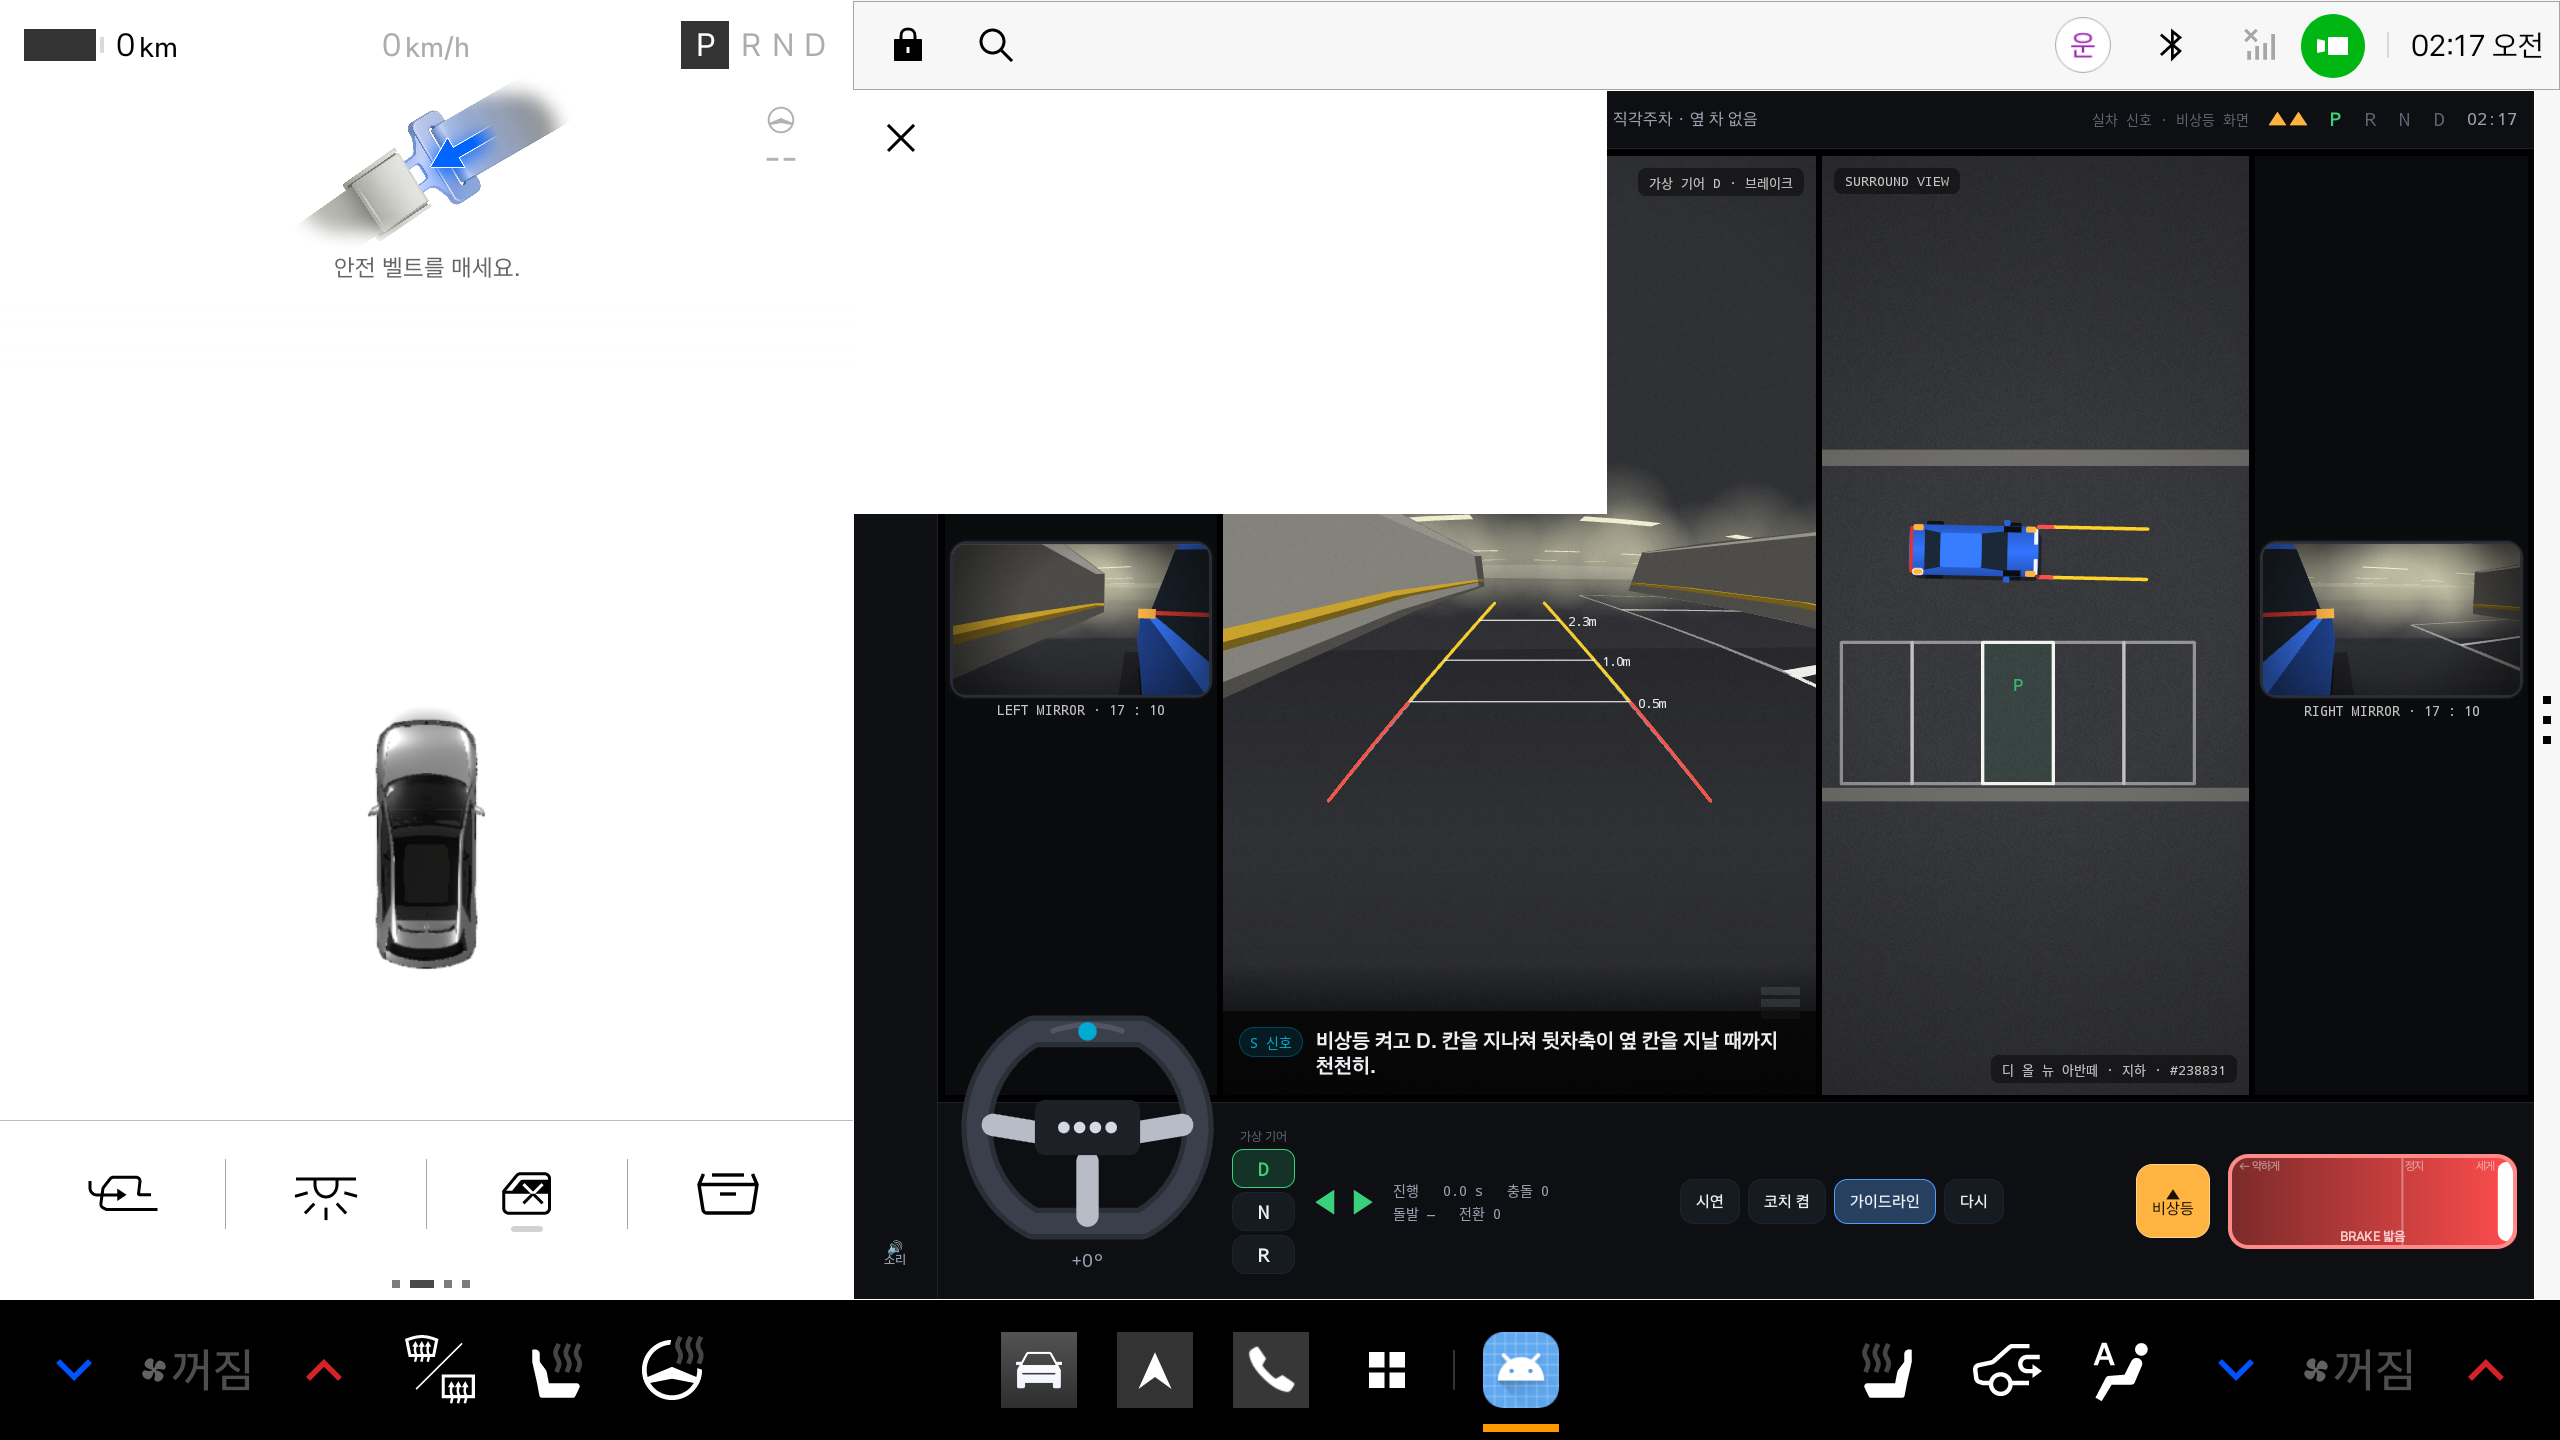 0 km
0 km/h
P R N D
운
02:17 오전
안전 벨트를 매세요.
직각주차 · 옆 차 없음
실차 신호 · 비상등 화면
P R N D 02:17
가상 기어 D · 브레이크
SURROUND VIEW
2.3m
1.0m
0.5m
P
LEFT MIRROR · 17 : 10
RIGHT MIRROR · 17 : 10
S 신호
비상등 켜고 D. 칸을 지나쳐 뒷차축이 옆 칸을 지날 때까지
천천히.
디 올 뉴 아반떼 · 지하 · #238831
가상 기어
D
N
R
+0°
진행 0.0 s 충돌 0
돌발 — 전환 0
시연
코치 켬
가이드라인
다시
비상등
←약하게
정지
세게
BRAKE 밟음
소리
꺼짐
A
꺼짐